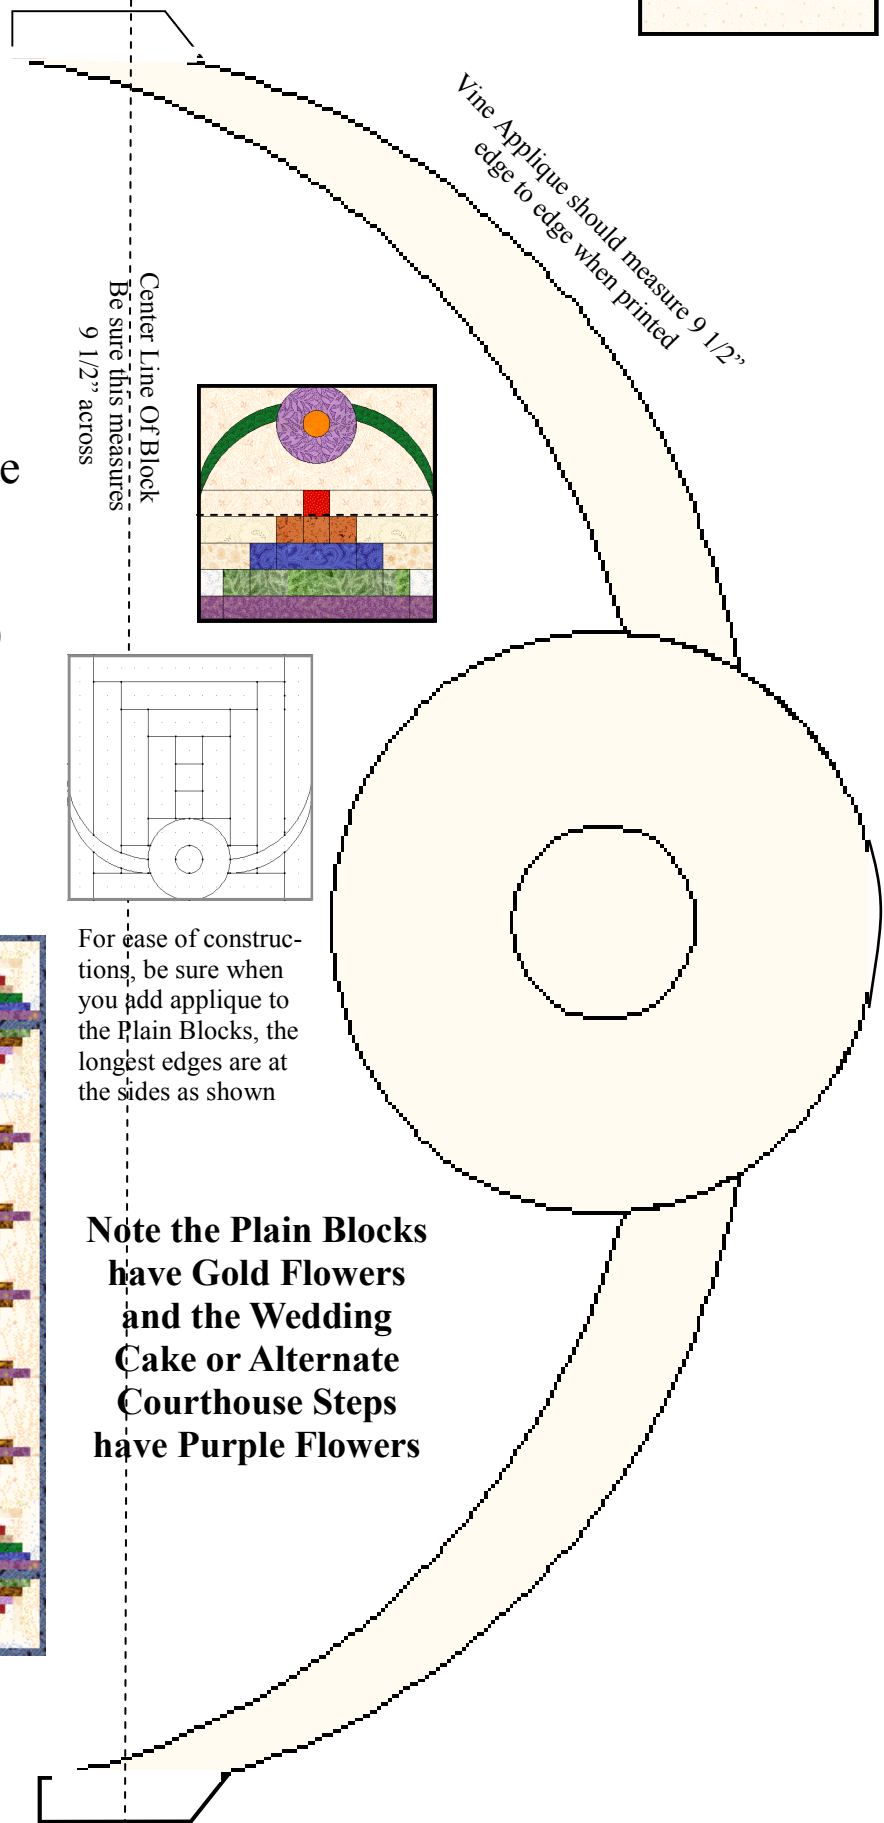 Vine Applique should measure 9 1/2”
edge to edge when printed
Center Line Of Block
Be sure this measures
9 1/2” across
e
)
For ease of construc-
tions, be sure when
you add applique to
the Plain Blocks, the
longest edges are at
the sides as shown
Note the Plain Blocks
have Gold Flowers
and the Wedding
Cake or Alternate
Courthouse Steps
have Purple Flowers